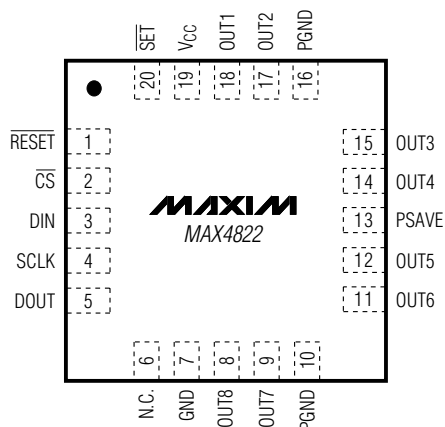 SET
VCC
OUT1
OUT2
PGND
20
19
18
17
16
RESET 1
CS 2
DIN 3
SCLK 4
DOUT 5
MAXIM
MAX4822
15 OUT3
14 OUT4
13 PSAVE
12 OUT5
11 OUT6
6
7
8
9
10
N.C.
GND
OUT8
OUT7
PGND